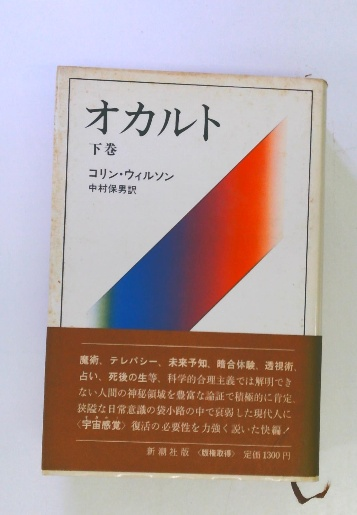 オカルト
下巻
コリン・ウィルソン
中村保男訳
魔術、テレパシー、未来予知、暗合体験、透視術、
占い、死後の生等、科学的合理主義では解明でき
ない人間の神秘領域を豊富な論証で積極的に肯定。
狭隘な日常意識の袋小路の中で衰弱した現代人に
〈宇宙感覚〉復活の必要性を力強く説いた快編！
新潮社版 〈版権取得〉 定価1300円